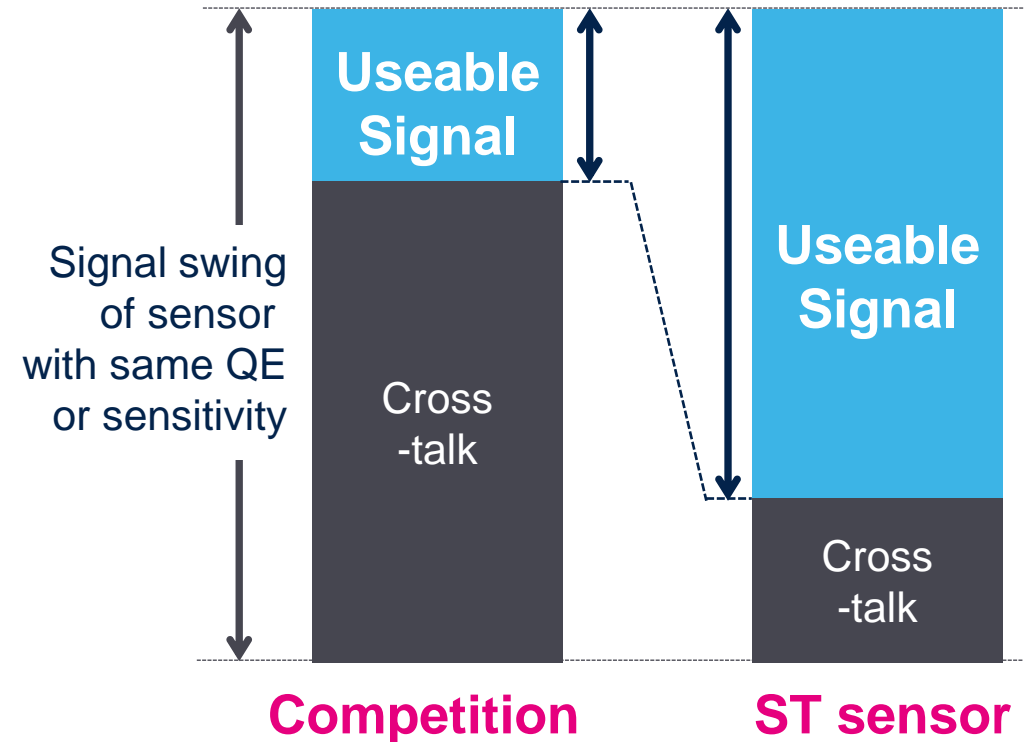 Useable
Signal
Signal swing
of sensor
with same QE
or sensitivity
Cross
-talk
Useable
Signal
Cross
-talk
Competition
ST sensor